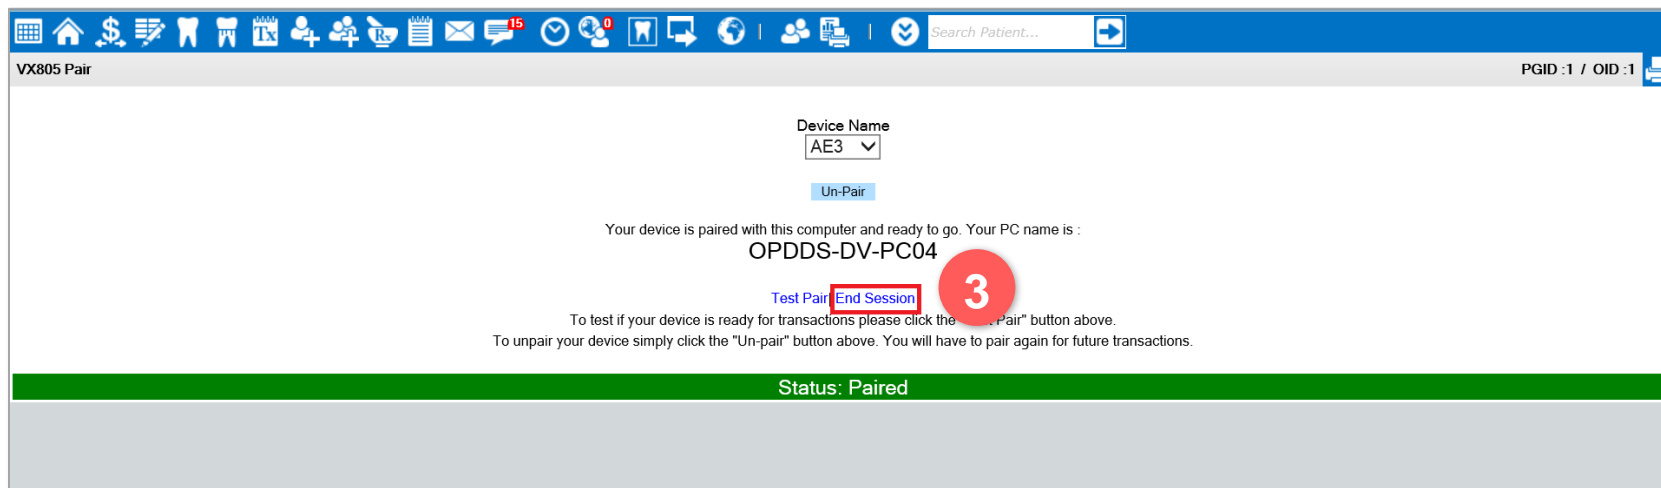 Tx
Rx
15
0
Search Patient...
VX805 Pair
PGID :1 / OID :1
Device Name
AE3
Un-Pair
Your device is paired with this computer and ready to go. Your PC name is :
OPDDS-DV-PC04
Test Pair| End Session
3
To test if your device is ready for transactions please click the Pair" button above.
To unpair your device simply click the "Un-pair" button above. You will have to pair again for future transactions.
Status: Paired